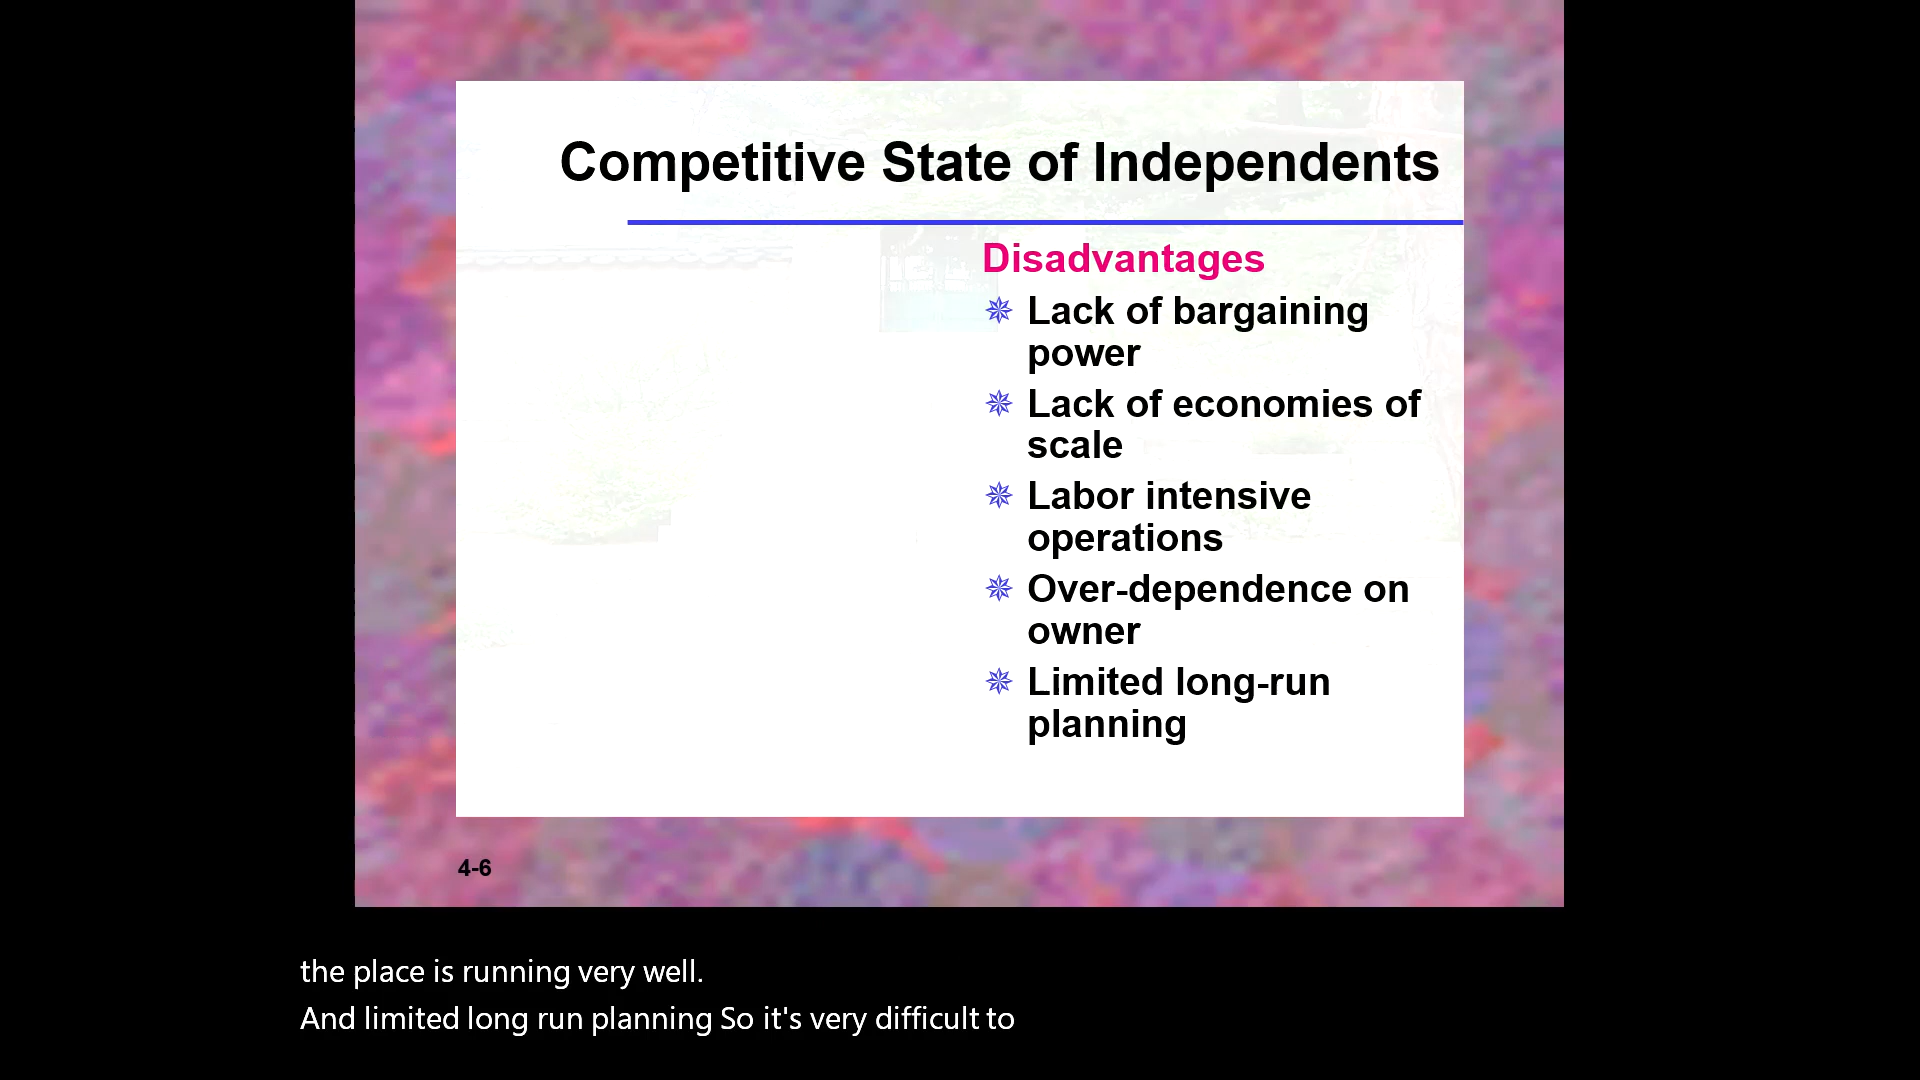 Competitive State of Independents
Disadvantages
Lack of bargaining
power
Lack of economies of
scale
Labor intensive
operations
Over-dependence on
owner
Limited long-run
planning
4-6
the place is running very well.
And limited long run planning So it's very difficult to